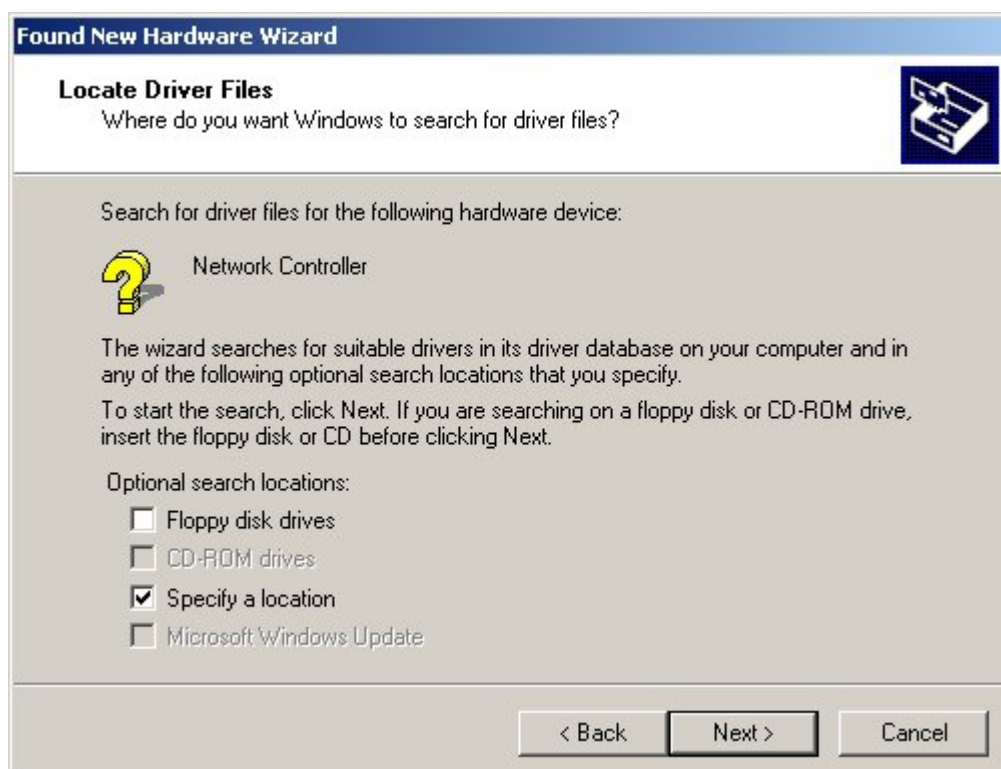 Found New Hardware Wizard
Locate Driver Files
Where do you want Windows to search for driver files?
Search for driver files for the following hardware device:
Network Controller
The wizard searches for suitable drivers in its driver database on your computer and in
any of the following optional search locations that you specify.
To start the search, click Next. If you are searching on a floppy disk or CD-ROM drive,
insert the floppy disk or CD before clicking Next.
Optional search locations:
Floppy disk drives
CD-ROM drives
Specify a location
Microsoft Windows Update
< Back
Next >
Cancel